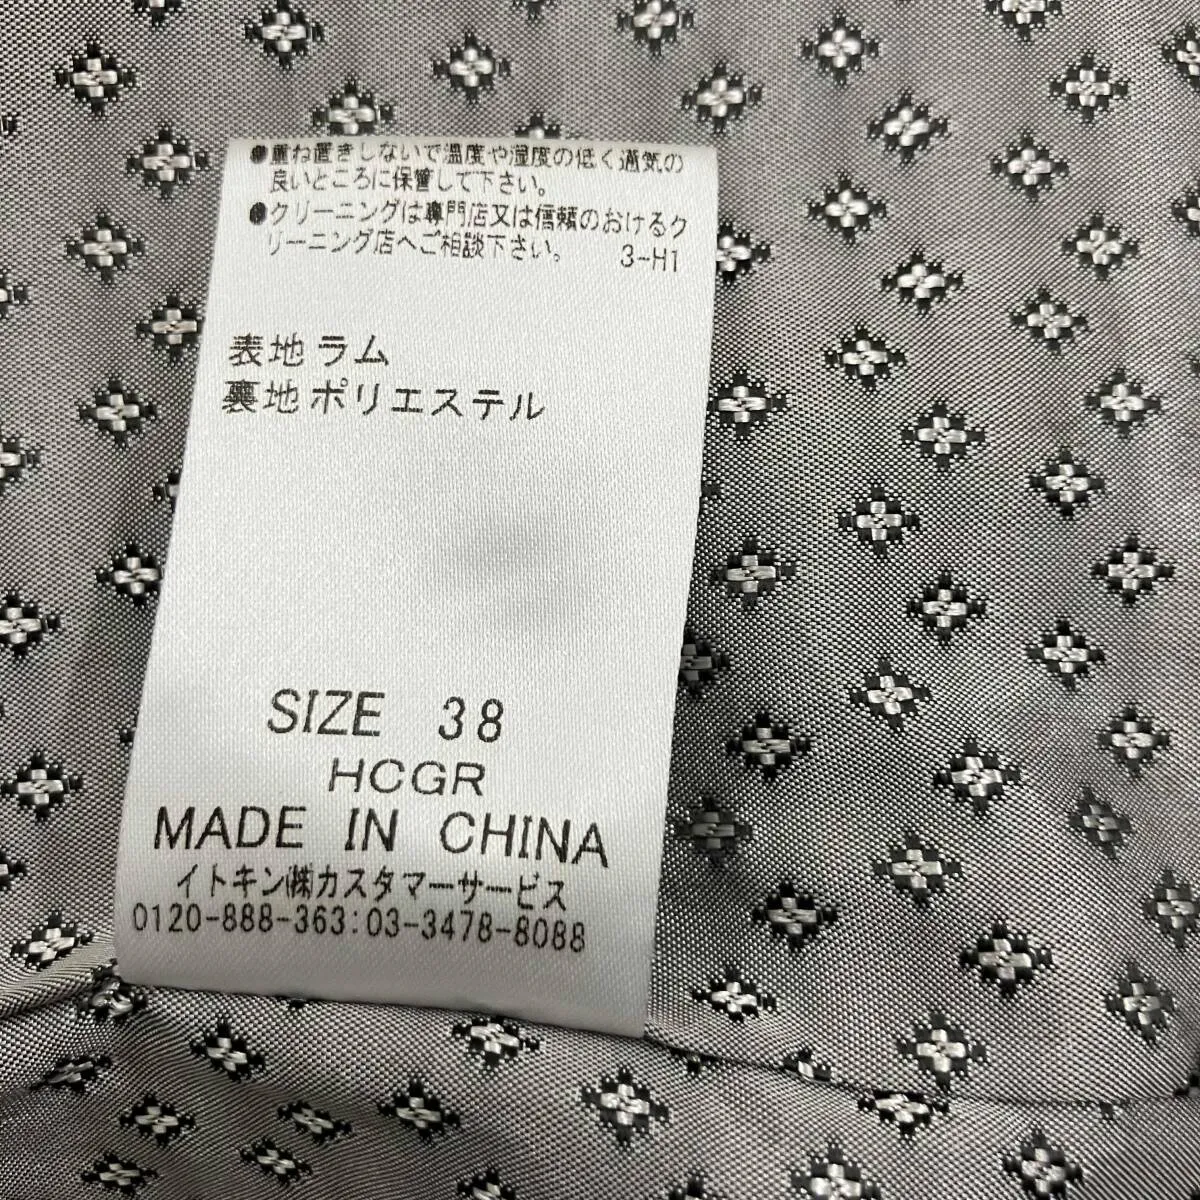 ●重ね置きしないで温度や湿度の低く通気の
良いところに保管して下さい。
●クリーニングは専門店又は信頼のおけるク
リーニング店へご相談下さい。 3-H1
表地 ラム
裏地 ポリエステル
SIZE 38
HCGR
MADE IN CHINA
イトキン㈱カスタマーサービス
0120-888-363:03-3478-8088